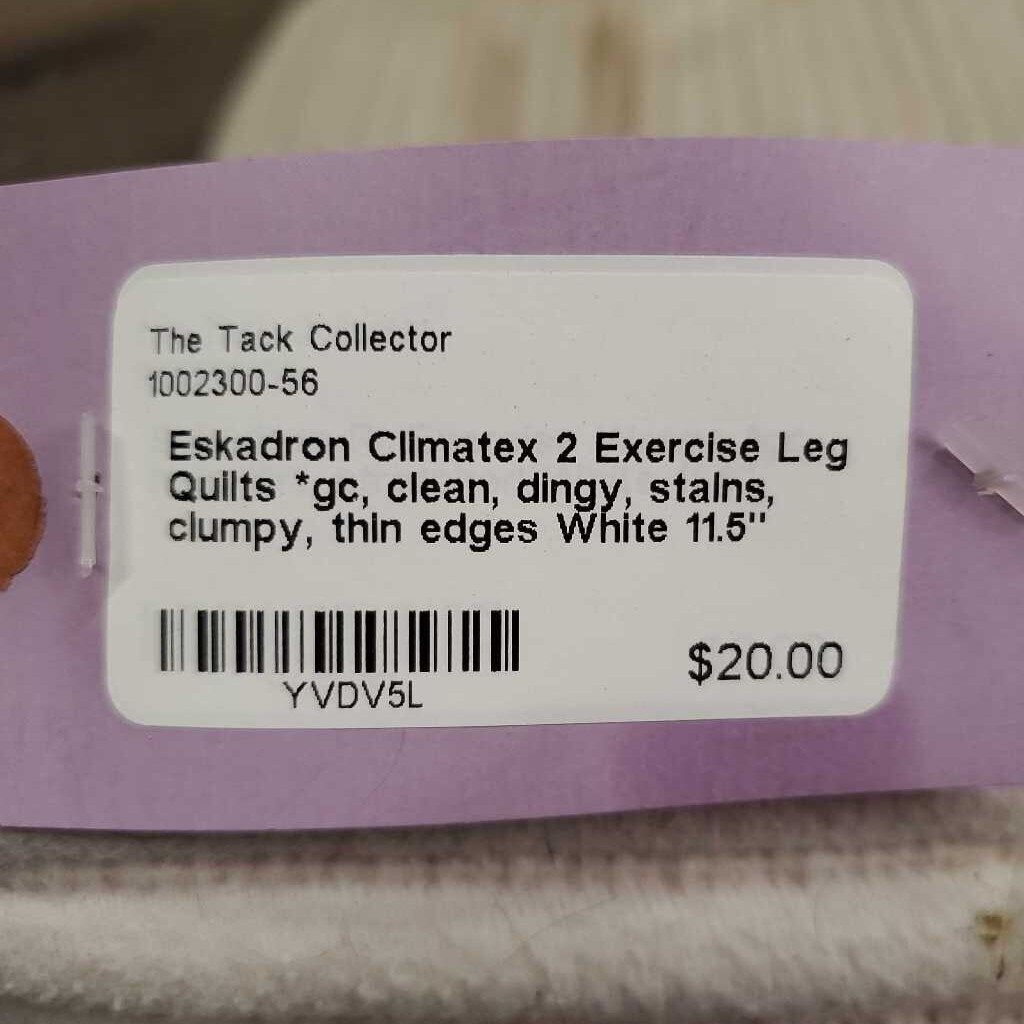 The Tack Collector
1002300-56
Eskadron Climatex 2 Exercise Leg
Quilts *gc, clean, dingy, stains,
clumpy, thin edges White 11.5"
YVDV5L
$20.00